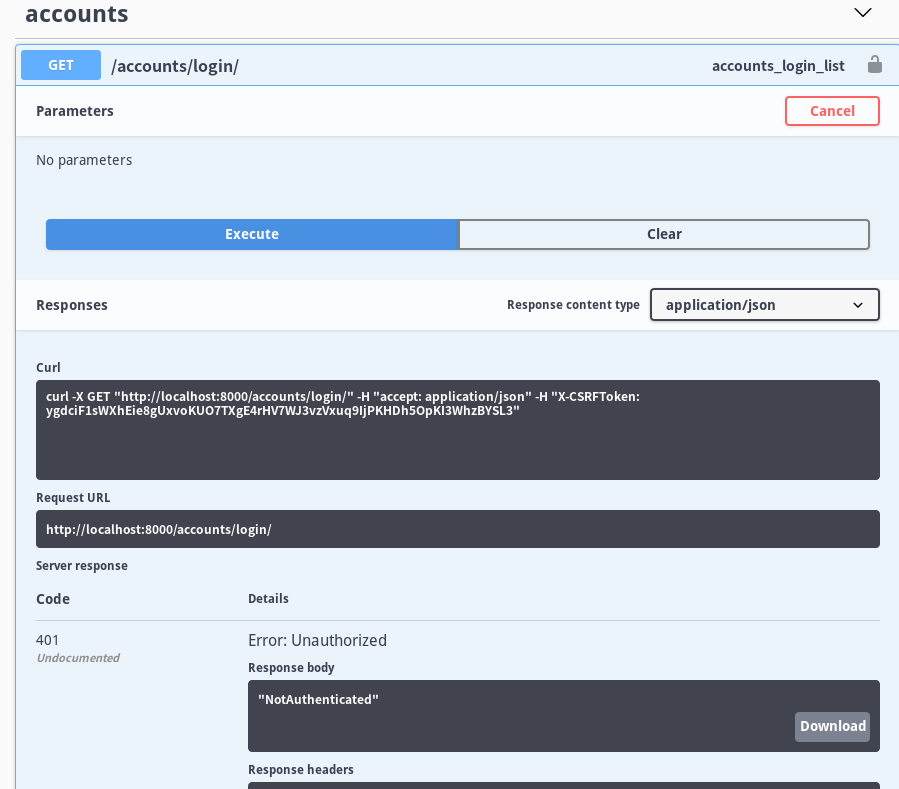 accounts
GET /accounts/login/ accounts_login_list
Parameters Cancel
No parameters
Execute Clear
Responses Response content type application/json
Curl
curl -X GET "http://localhost:8000/accounts/login/" -H "accept: application/json" -H "X-CSRFToken:
ygdciF1sWXhEie8gUxvoKUO7TXgE4rHV7WJ3vzVxuq9IjPKHDh5OpKI3WhzBYSL3"
Request URL
http://localhost:8000/accounts/login/
Server response
Code Details
401 Error: Unauthorized
Undocumented
Response body
"NotAuthenticated"
Download
Response headers